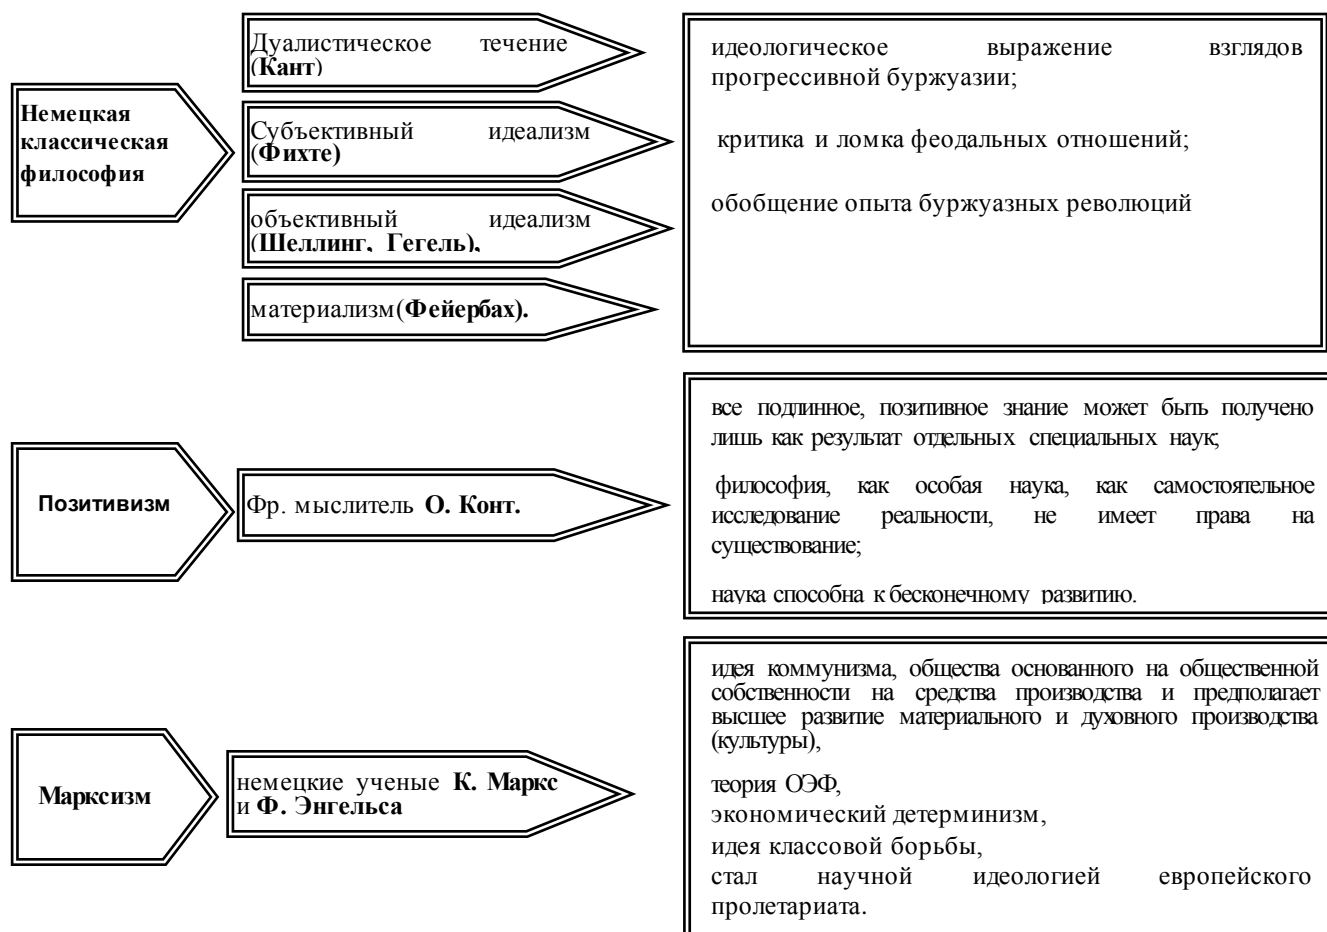 Немецкая
классическая
философия
Дуалистическое течение
(Кант)
Субъективный идеализм
(Фихте)
объективный идеализм
(Шеллинг, Гегель),
материализм(Фейербах).
идеологическое выражение взглядов
прогрессивной буржуазии;
критика и ломка феодальных отношений;
обобщение опыта буржуазных революций
Позитивизм
Фр. мыслитель О. Конт.
все подлинное, позитивное знание может быть получено
лишь как результат отдельных специальных наук;
философия, как особая наука, как самостоятельное
исследование реальности, не имеет права на
существование;
наука способна к бесконечному развитию.
Марксизм
немецкие ученые К. Маркс
и Ф. Энгельса
идея коммунизма, общества основанного на общественной
собственности на средства производства и предполагает
высшее развитие материального и духовного производства
(культуры),
теория ОЭФ,
экономический детерминизм,
идея классовой борьбы,
стал научной идеологией европейского
пролетариата.